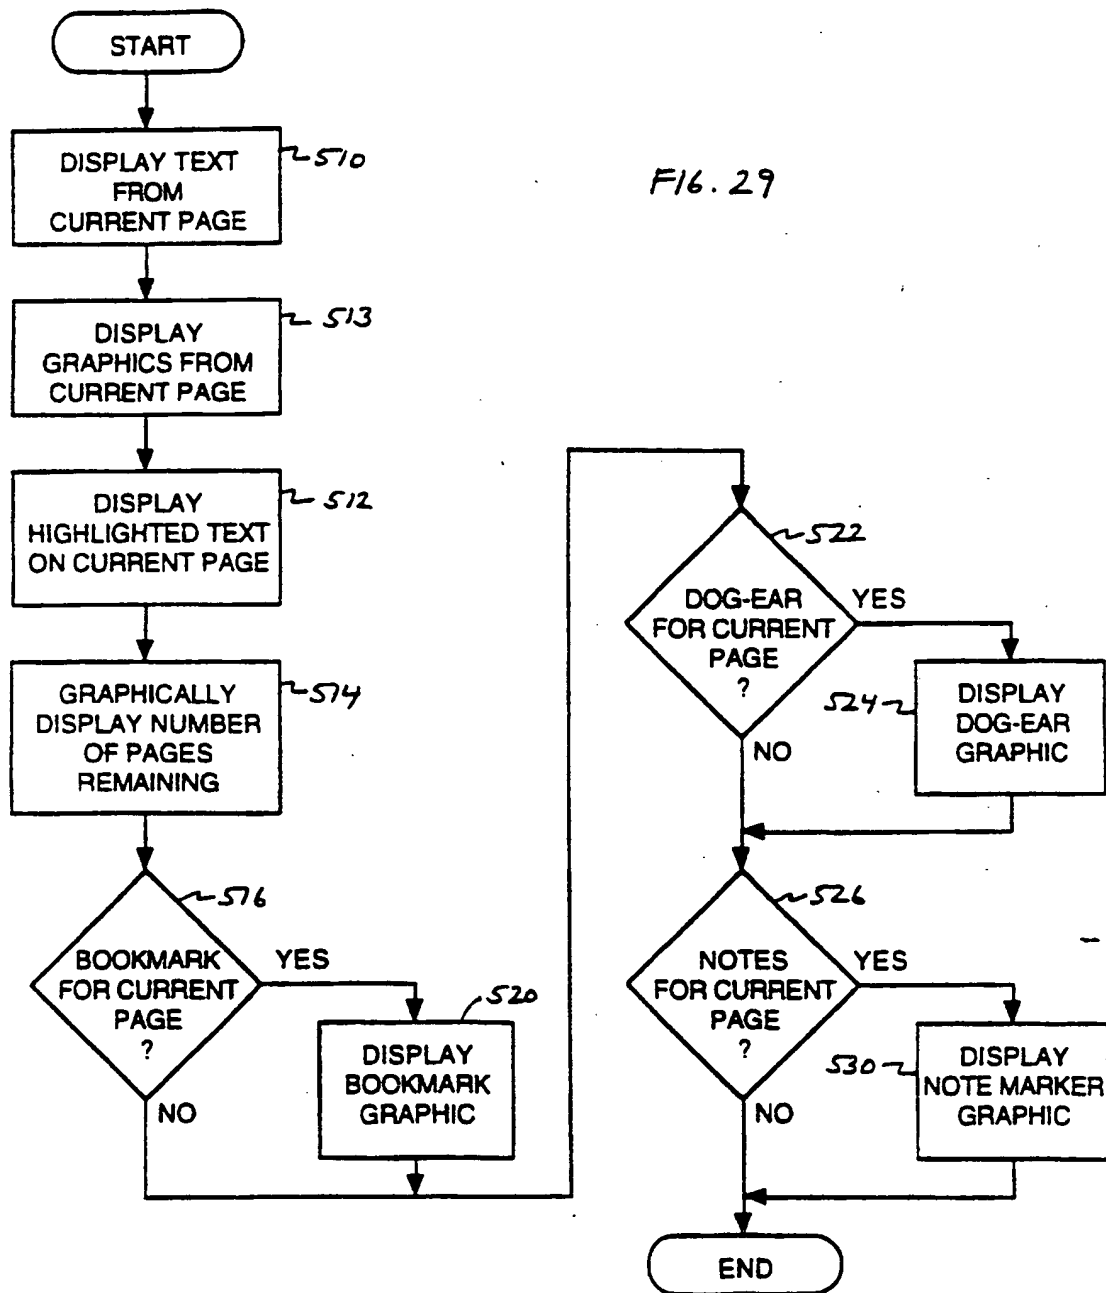 START
DISPLAY TEXT
FROM
CURRENT PAGE
510
FIG. 29
DISPLAY
GRAPHICS FROM
CURRENT PAGE
513
DISPLAY
HIGHLIGHTED TEXT
ON CURRENT PAGE
512
GRAPHICALLY
DISPLAY NUMBER
OF PAGES
REMAINING
514
BOOKMARK
FOR CURRENT
PAGE
?
516
YES
NO
DISPLAY
BOOKMARK
GRAPHIC
520
DOG-EAR
FOR CURRENT
PAGE
?
522
YES
NO
DISPLAY
DOG-EAR
GRAPHIC
524
NOTES
FOR CURRENT
PAGE
?
526
YES
NO
DISPLAY
NOTE MARKER
GRAPHIC
530
END